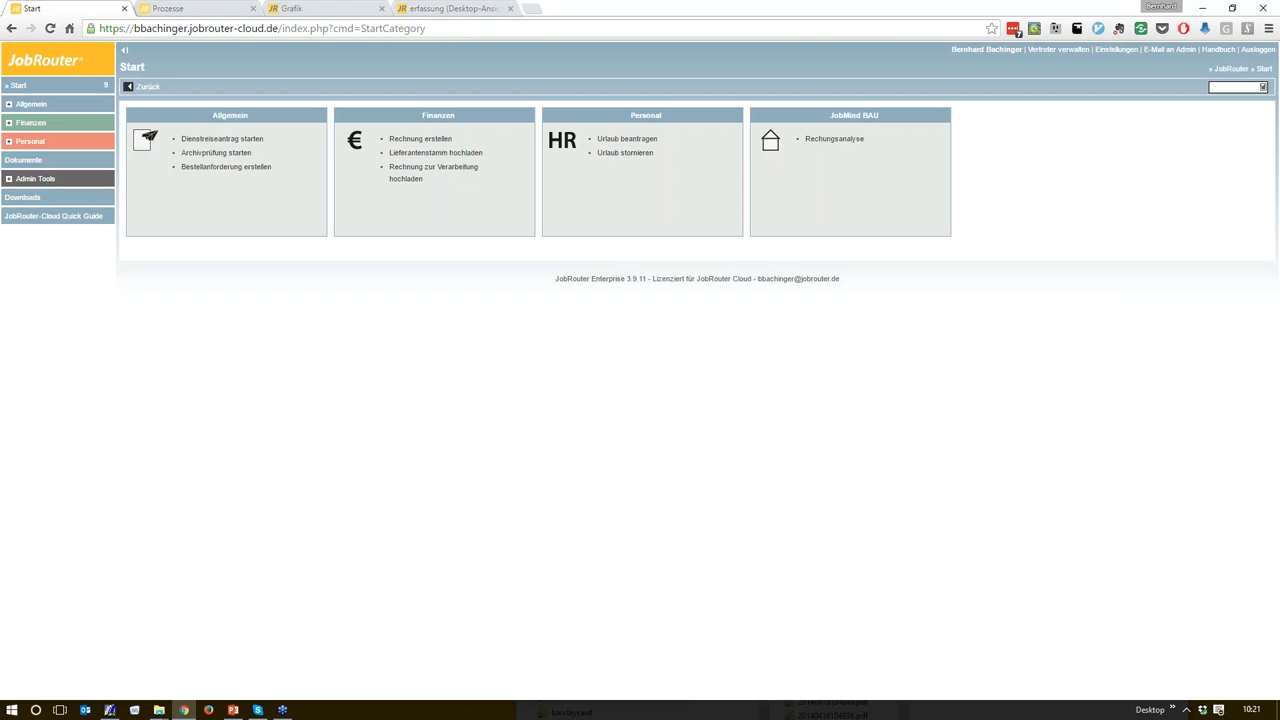 Start
Prozesse
Grafik
erfassung (Desktop-Ansic
Bernhard
https://bbachinger.jobrouter-cloud.de/index.php?cmd=StartCategory
JobRouter
Bernhard Bachinger | Vertreter verwalten | Einstellungen | E-Mail an Admin | Handbuch | Ausloggen
Start
» JobRouter » Start
Zurück
» Start 9
Allgemein
Finanzen
Personal
Dokumente
Admin Tools
Downloads
JobRouter-Cloud Quick Guide
Allgemein
• Dienstreiseantrag starten
• Archivprüfung starten
• Bestellanforderung erstellen
Finanzen
€
• Rechnung erstellen
• Lieferantenstamm hochladen
• Rechnung zur Verarbeitung
hochladen
Personal
HR
• Urlaub beantragen
• Urlaub stornieren
JobMind BAU
• Rechungsanalyse
JobRouter Enterprise 3.9.11 - Lizenziert für JobRouter Cloud - bbachinger@jobrouter.de
Desktop
10:21